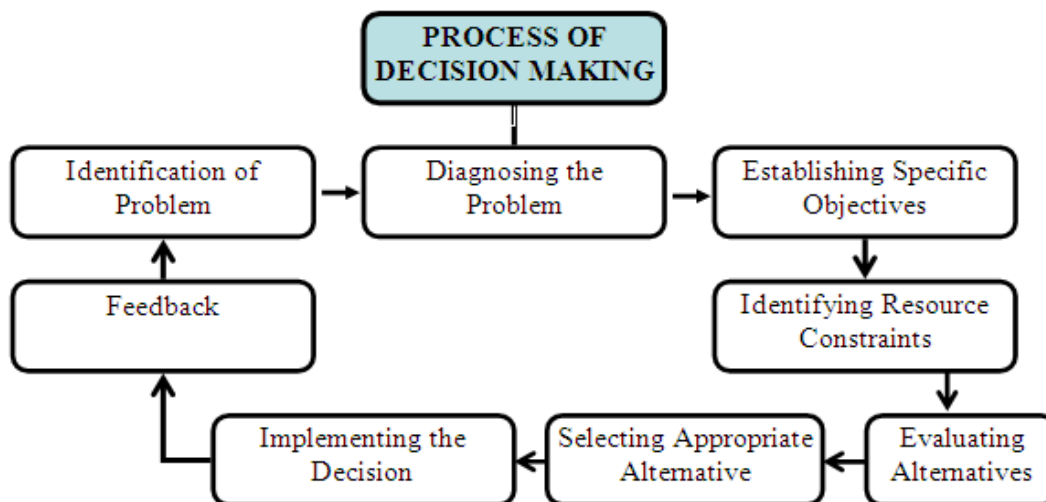 PROCESS OF
DECISION MAKING
Identification of
Problem
Diagnosing the
Problem
Establishing Specific
Objectives
Identifying Resource
Constraints
Evaluating
Alternatives
Selecting Appropriate
Alternative
Implementing the
Decision
Feedback